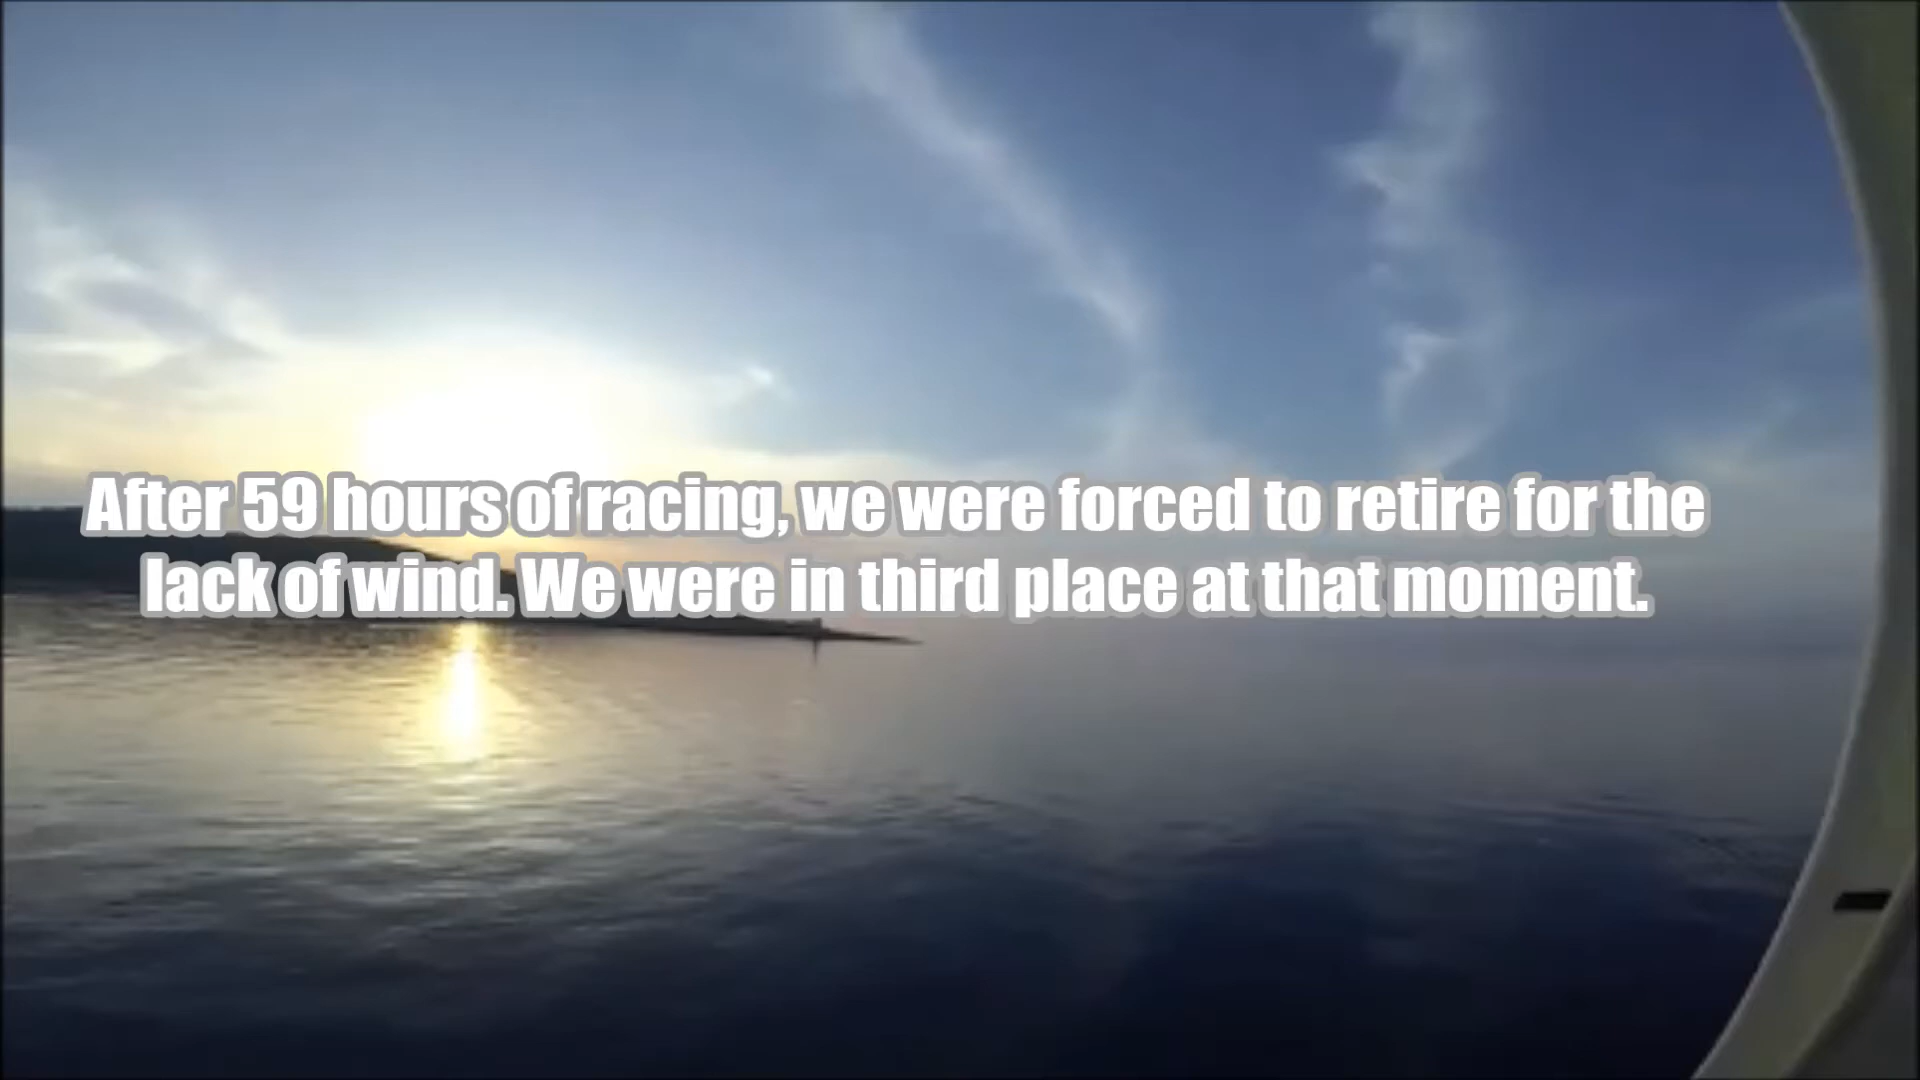 After 59 hours of racing, we were forced to retire for the
lack of wind. We were in third place at that moment.